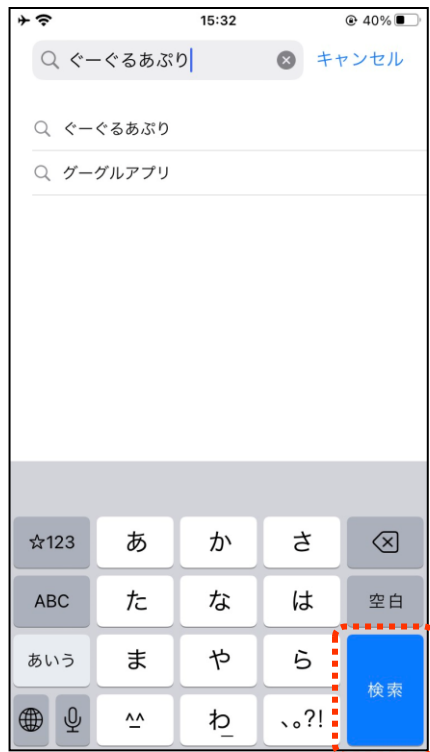 15:32
40%
ぐーぐるあぷり
キャンセル
ぐーぐるあぷり
グーグルアプリ
☆123
あ
か
さ
ABC
た
な
は
空白
あいう
ま
や
ら
検索
^^
わ_
、。?!